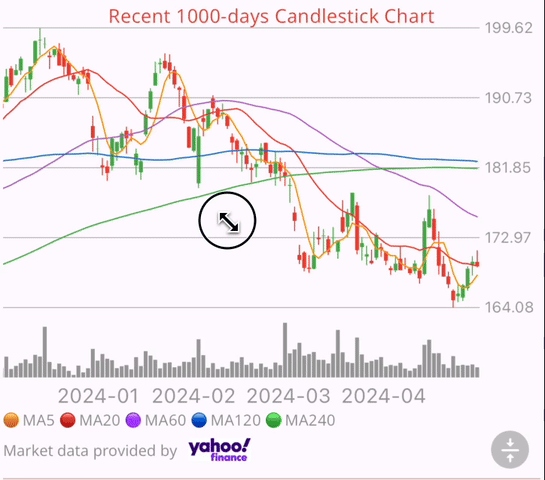 Recent 1000-days Candlestick Chart
199.62
190.73
181.85
172.97
164.08
2024-01 2024-02 2024-03 2024-04
MA5 MA20 MA60 MA120 MA240
Market data provided by yahoo! finance